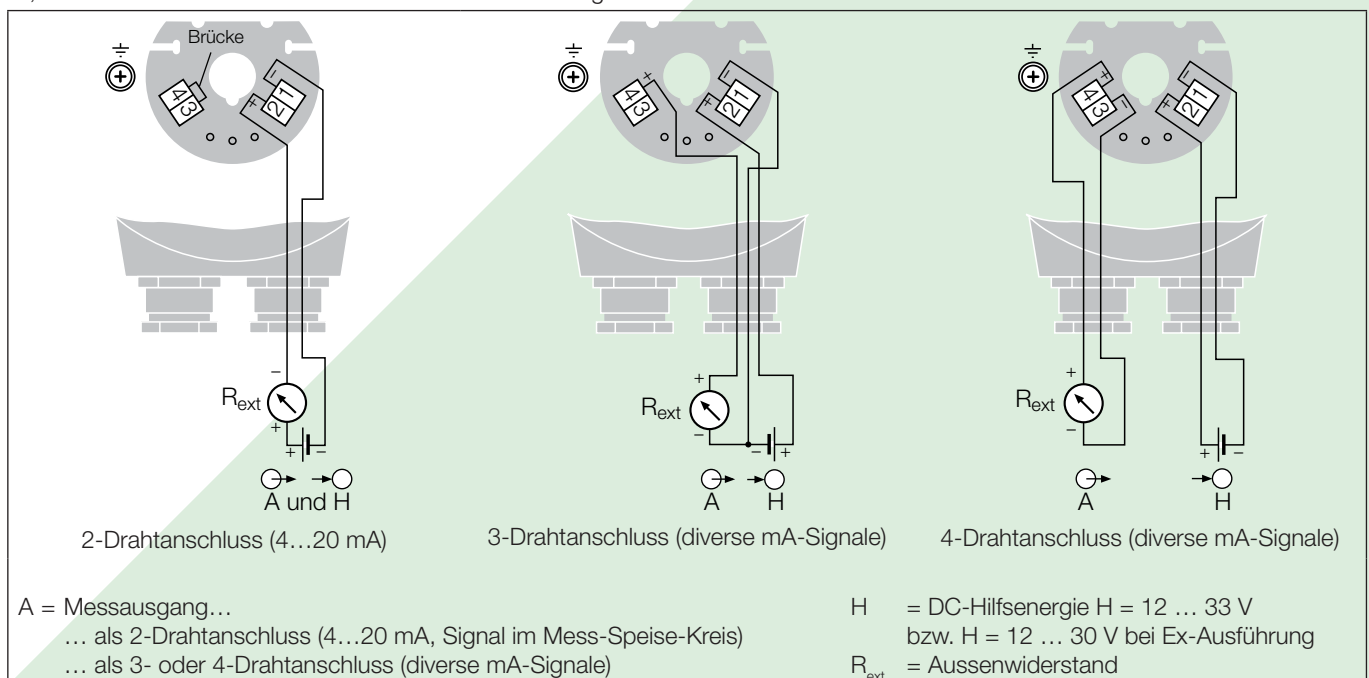 Brücke
4 3 + 2 1 −
4 3 + + 2 1 −
4 3 + − + 2 1 −
−
R_ext
+
+ −
A und H
2-Drahtanschluss (4…20 mA)
+
R_ext
−
− +
A H
3-Drahtanschluss (diverse mA-Signale)
+
R_ext
−
+ −
A H
4-Drahtanschluss (diverse mA-Signale)
A = Messausgang…
… als 2-Drahtanschluss (4…20 mA, Signal im Mess-Speise-Kreis)
… als 3- oder 4-Drahtanschluss (diverse mA-Signale)
H = DC-Hilfsenergie H = 12 … 33 V
bzw. H = 12 … 30 V bei Ex-Ausführung
R_ext = Aussenwiderstand